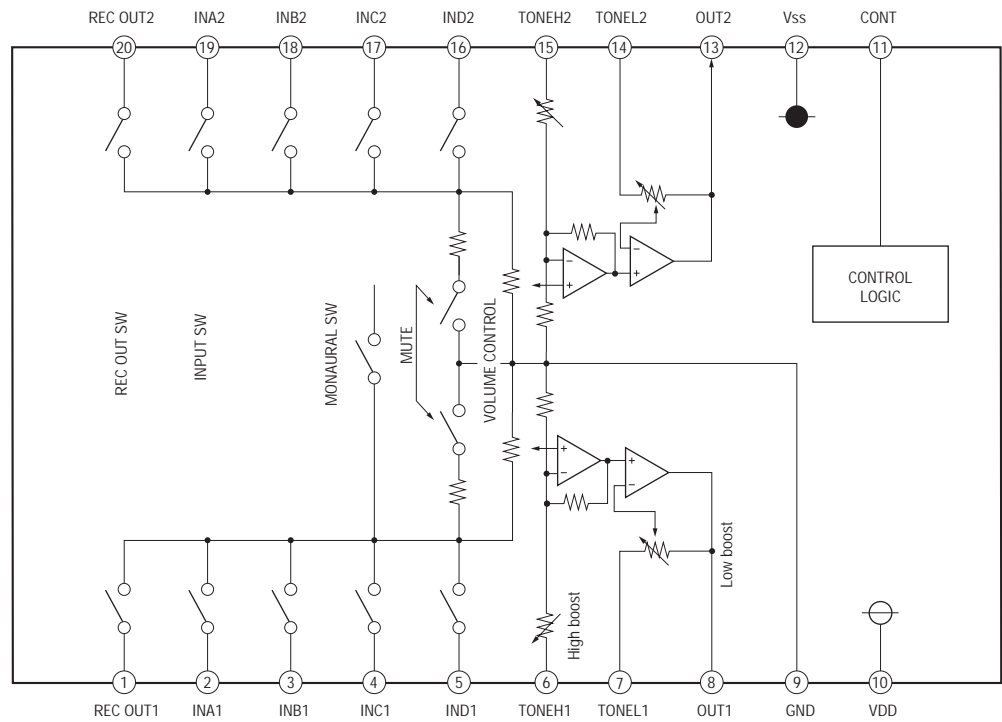 REC OUT2 INA2 INB2 INC2 IND2 TONEH2 TONEL2 OUT2 Vss CONT
20 19 18 17 16 15 14 13 12 11
− + − +
CONTROL
LOGIC
REC OUT SW
INPUT SW
MONAURAL SW
MUTE
VOLUME CONTROL
+ − + −
High boost
Low boost
1 2 3 4 5 6 7 8 9 10
REC OUT1 INA1 INB1 INC1 IND1 TONEH1 TONEL1 OUT1 GND VDD